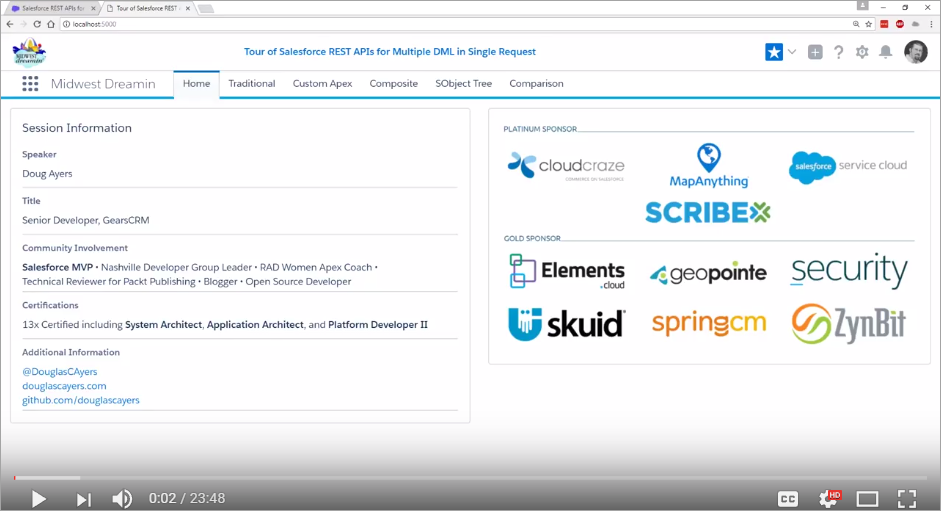 Salesforce REST APIs for
Tour of Salesforce REST
localhost:5000
MIDWEST
dreamin
Tour of Salesforce REST APIs for Multiple DML in Single Request
Midwest Dreamin
Home
Traditional
Custom Apex
Composite
SObject Tree
Comparison
Session Information
Speaker
Doug Ayers
Title
Senior Developer, GearsCRM
Community Involvement
Salesforce MVP • Nashville Developer Group Leader • RAD Women Apex Coach •
Technical Reviewer for Packt Publishing • Blogger • Open Source Developer
Certifications
13x Certified including System Architect, Application Architect, and Platform Developer II
Additional Information
@DouglasCAyers
douglascayers.com
github.com/douglascayers
PLATINUM SPONSOR
cloudcraze
COMMERCE ON SALESFORCE
MapAnything
salesforce service cloud
SCRIBE
GOLD SPONSOR
Elements
.cloud
geopointe
security
skuid
springcm
ZynBit
0:02 / 23:48
CC
HD